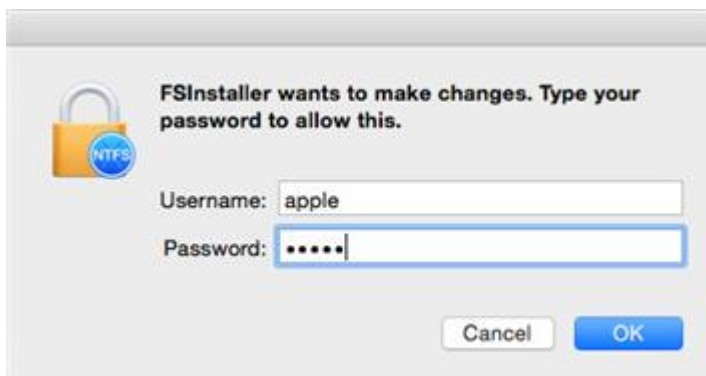 FSInstaller wants to make changes. Type your
password to allow this.
NTFS
Username: apple
Password: •••••
Cancel OK